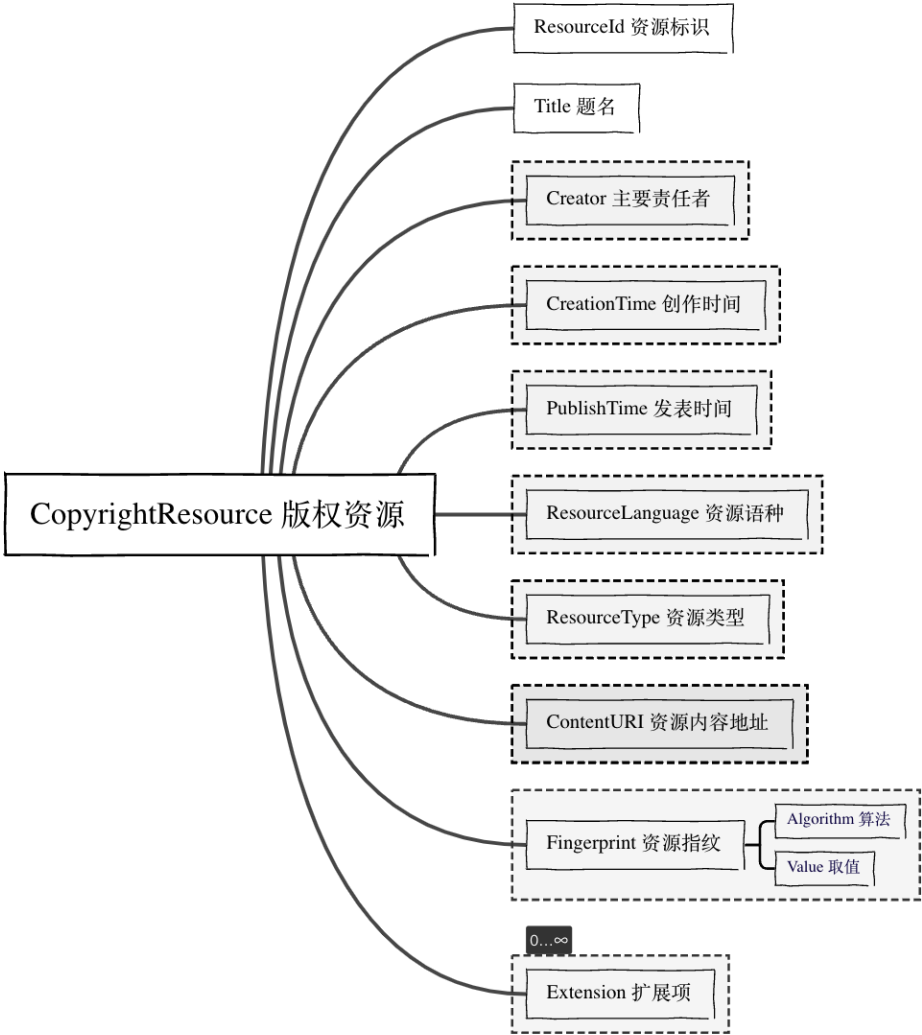 ResourceId 资源标识
Title 题名
Creator 主要责任者
CreationTime 创作时间
PublishTime 发表时间
CopyrightResource 版权资源
ResourceLanguage 资源语种
ResourceType 资源类型
ContentURI 资源内容地址
Fingerprint 资源指纹
Algorithm 算法
Value 取值
0...∞
Extension 扩展项